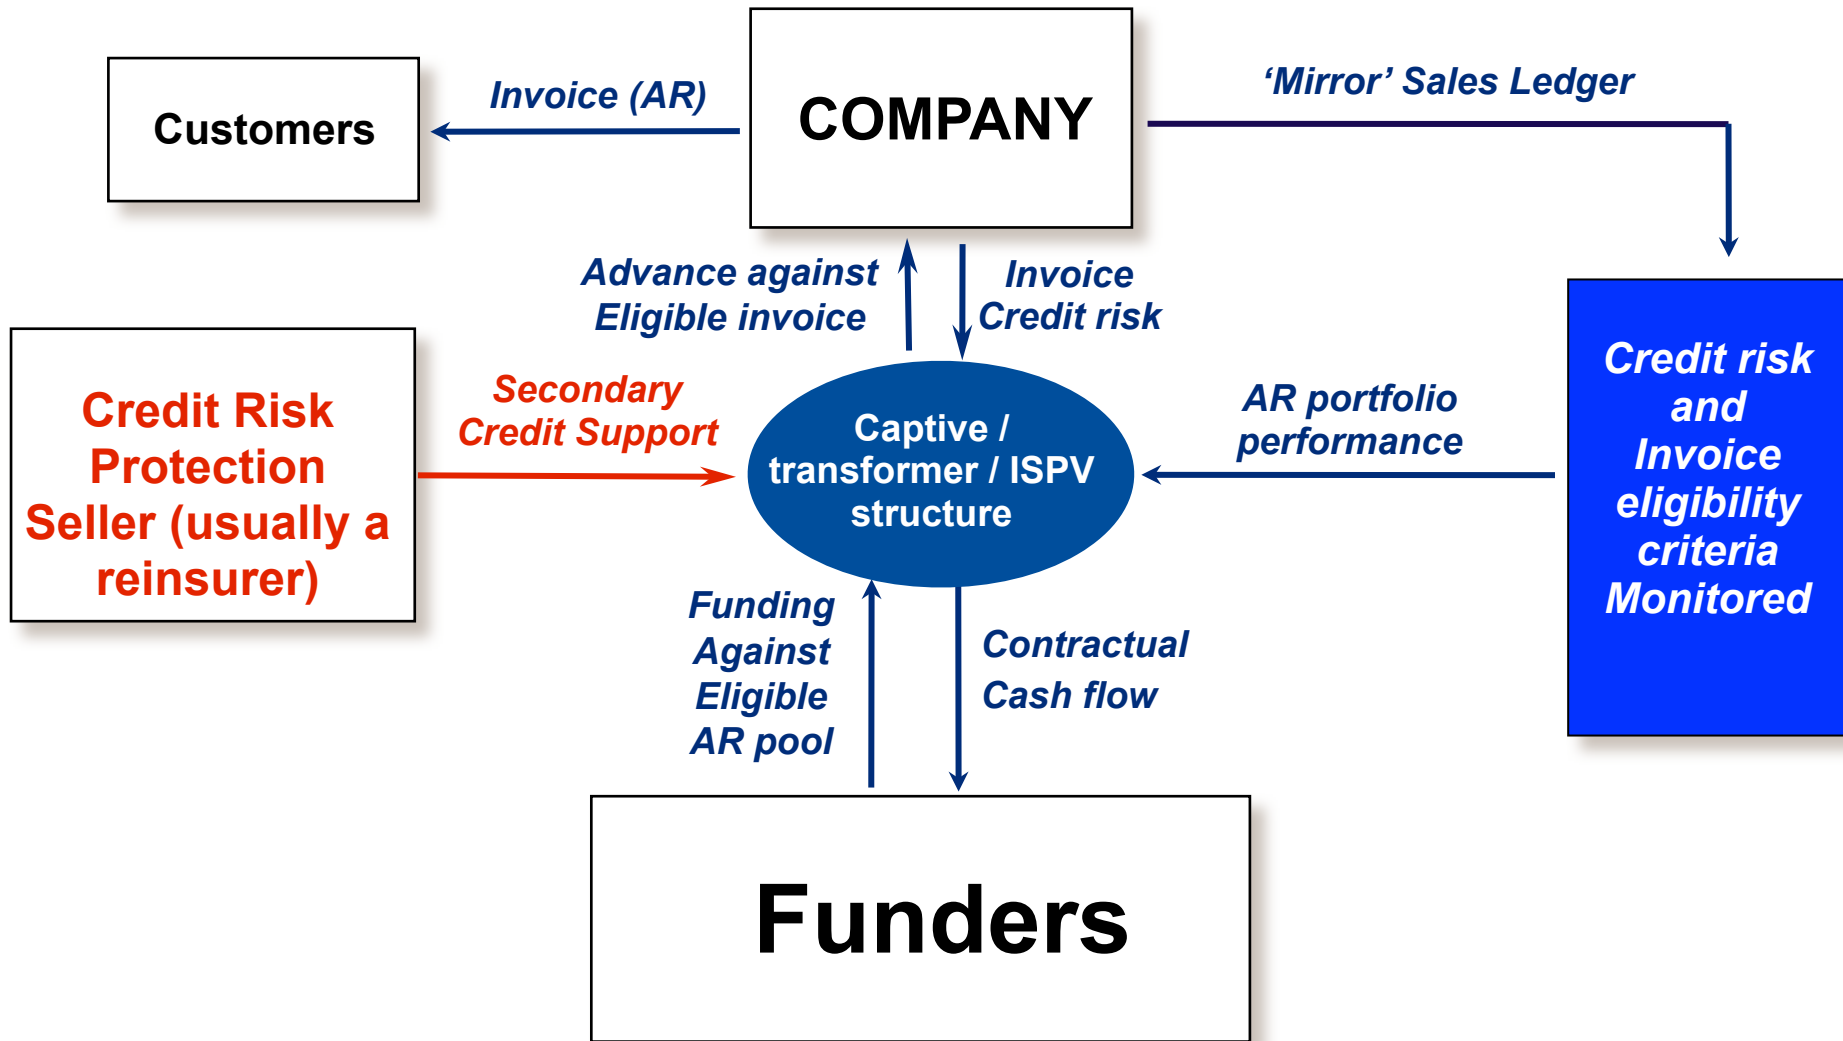 Customers
Invoice (AR)
COMPANY
‘Mirror’ Sales Ledger
Advance against
Eligible invoice
Invoice
Credit risk
Credit Risk
Protection
Seller (usually a
reinsurer)
Secondary
Credit Support
Captive /
transformer / ISPV
structure
AR portfolio
performance
Credit risk
and
Invoice
eligibility
criteria
Monitored
Funding
Against
Eligible
AR pool
Contractual
Cash flow
Funders